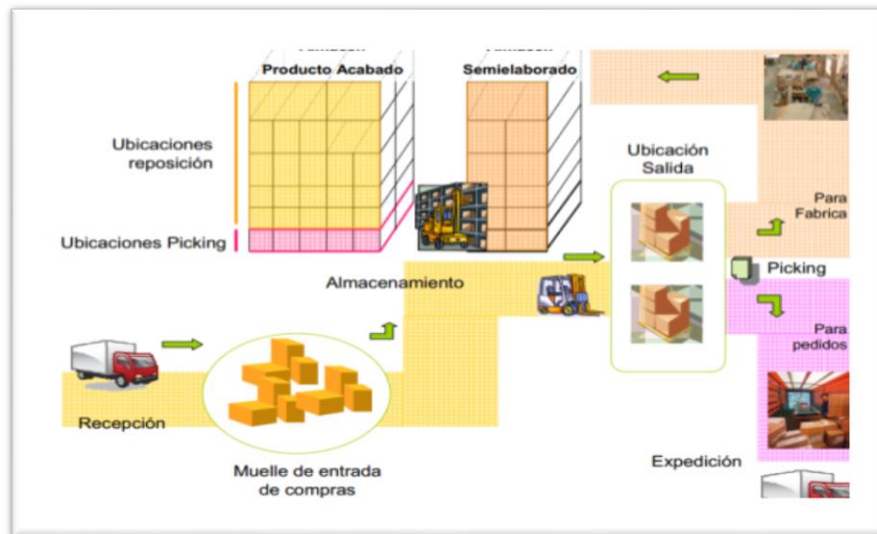 Producto Acabado
Semielaborado
Ubicaciones
reposición
Ubicaciones Picking
Ubicación
Salida
Para
Fabrica
Picking
Almacenamiento
Para
pedidos
Recepción
Muelle de entrada
de compras
Expedición